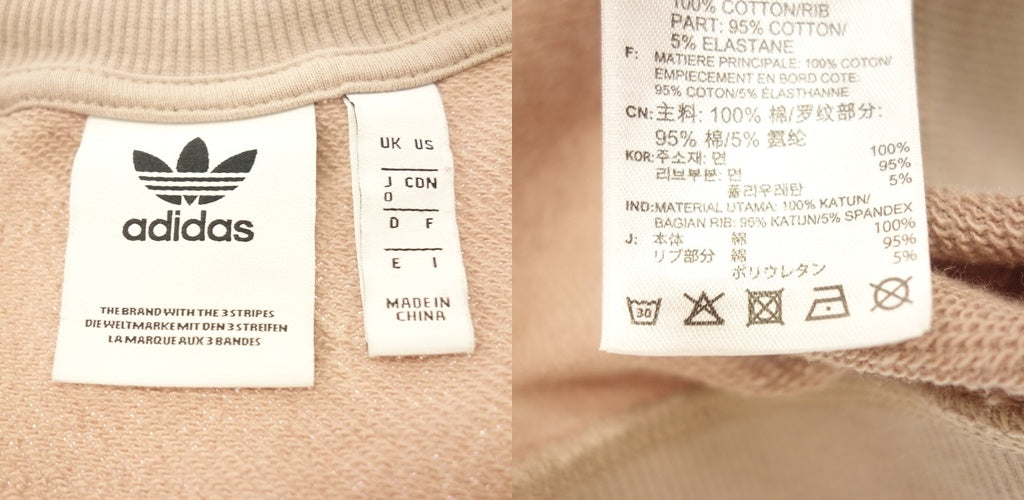 adidas
THE BRAND WITH THE 3 STRIPES
DIE WELTMARKE MIT DEN 3 STREIFEN
LA MARQUE AUX 3 BANDES
UK US
J CDN
O
D F
E I
MADE IN
CHINA
100% COTTON/RIB
PART: 95% COTTON/
5% ELASTANE
F: MATIERE PRINCIPALE: 100% COTON/
EMPIECEMENT EN BORD COTE:
95% COTON/5% ÉLASTHANNE
CN: 主料: 100% 棉/罗纹部分:
95% 棉/5% 氨纶
KOR: 주소재: 면 100%
리브부분: 면 95%
폴리우레탄 5%
IND: MATERIAL UTAMA: 100% KATUN/
BAGIAN RIB: 95% KATUN/5% SPANDEX
J: 本体 綿 100%
リブ部分 綿 95%
ポリウレタン 5%
30